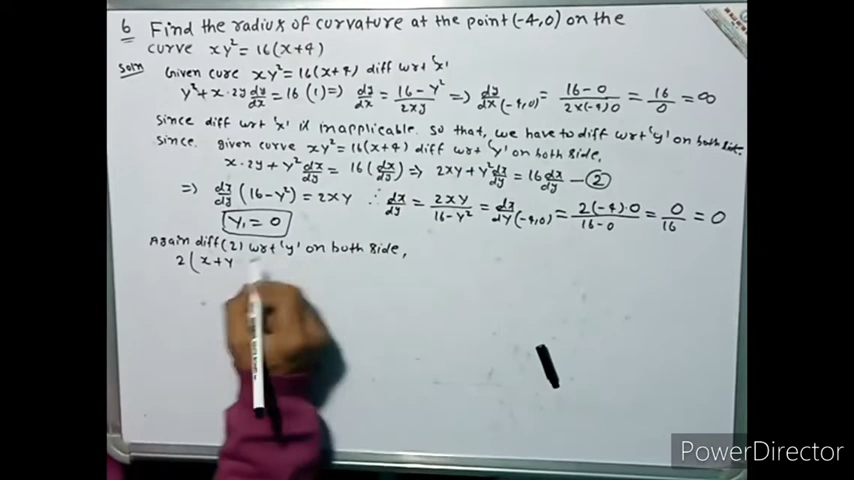 6 Find the radius of curvature at the point (-4,0) on the
curve xy² = 16(x+4)
Soln Given cure xy² = 16(x+4) diff wrt 'x'
y² + x·2y dy/dx = 16(1) => dy/dx = 16-y²/2xy => dy/dx(-4,0) = 16-0/2x(-4)0 = 16/0 = ∞
Since diff wrt 'x' is inapplicable. So that, we have to diff wrt 'y' on both side.
Since. given curve xy² = 16(x+4) diff wrt 'y' on both side,
x·2y + y² dx/dy = 16(dx/dy) => 2xy + y² dx/dy = 16 dx/dy — ②
=> dx/dy (16-y²) = 2xy ∴ dx/dy = 2xy/16-y² = dx/dy(-4,0) = 2(-4)·0/16-0 = 0/16 = 0
y₁ = 0
Again diff (2) wrt 'y' on both side,
2(x+y
PowerDirector